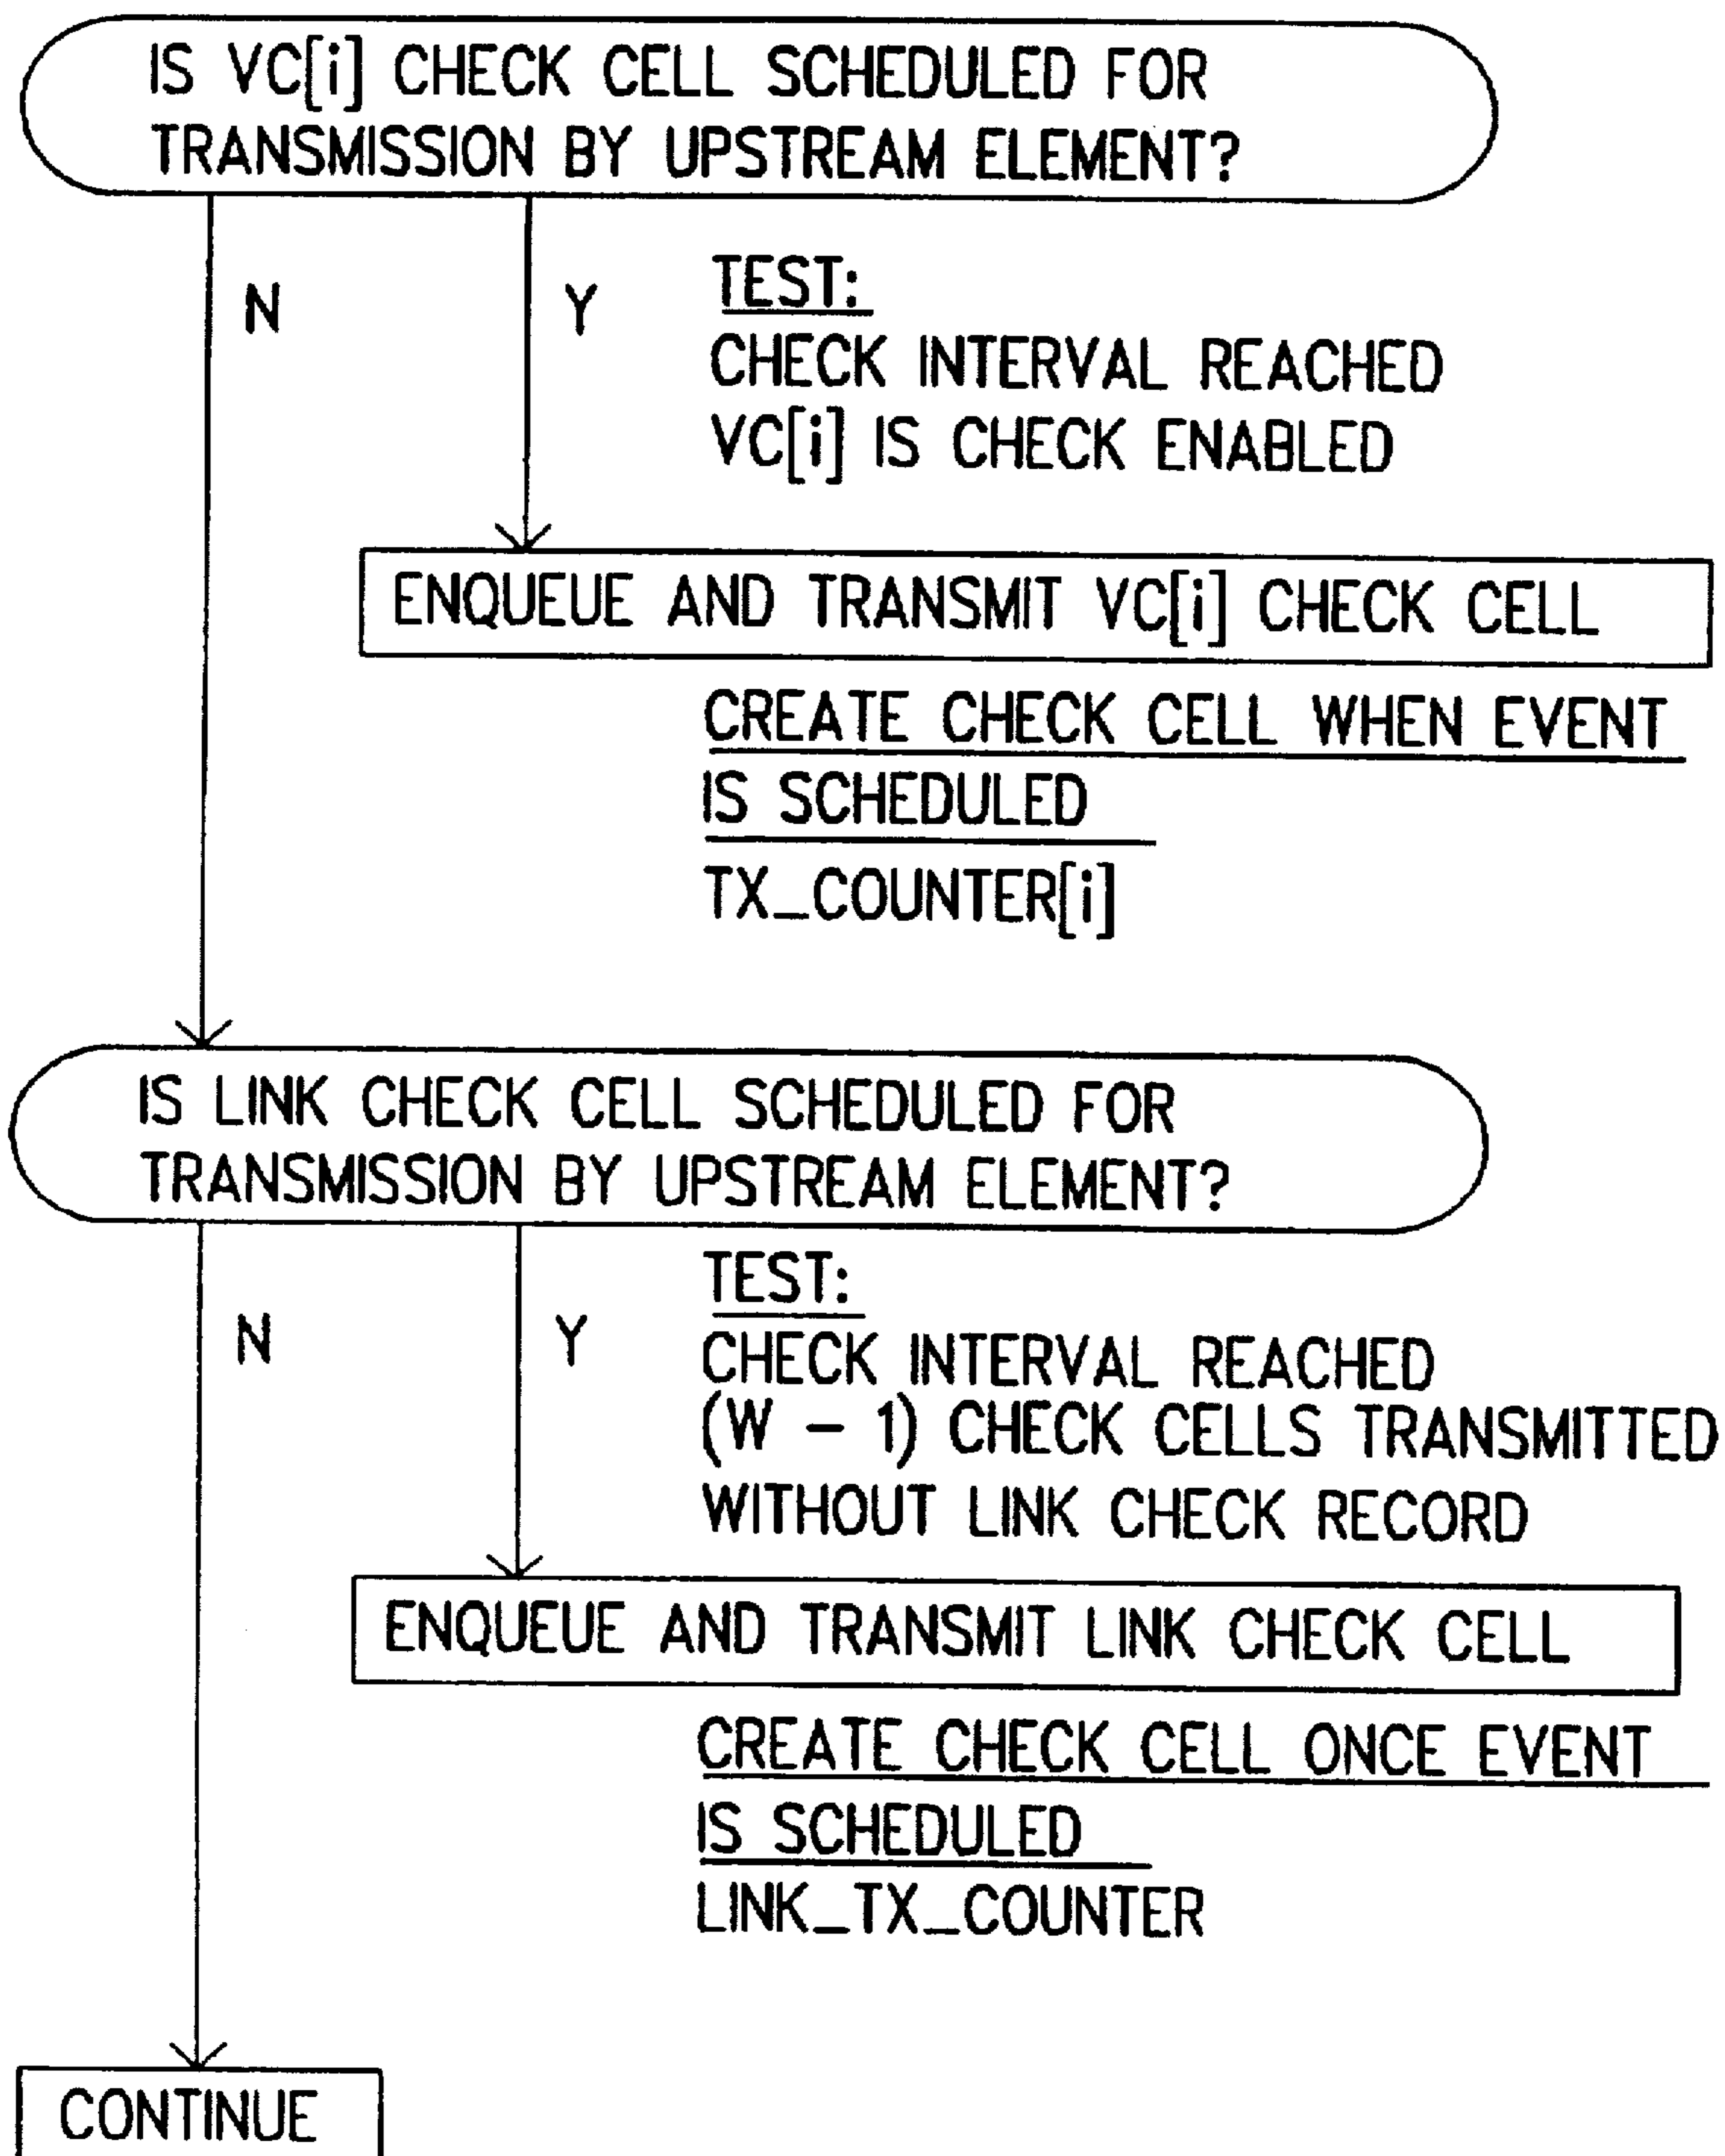 IS VC[i] CHECK CELL SCHEDULED FOR
TRANSMISSION BY UPSTREAM ELEMENT?
N
Y
TEST:
CHECK INTERVAL REACHED
VC[i] IS CHECK ENABLED
ENQUEUE AND TRANSMIT VC[i] CHECK CELL
CREATE CHECK CELL WHEN EVENT
IS SCHEDULED
TX_COUNTER[i]
IS LINK CHECK CELL SCHEDULED FOR
TRANSMISSION BY UPSTREAM ELEMENT?
N
Y
TEST:
CHECK INTERVAL REACHED
(W – 1) CHECK CELLS TRANSMITTED
WITHOUT LINK CHECK RECORD
ENQUEUE AND TRANSMIT LINK CHECK CELL
CREATE CHECK CELL ONCE EVENT
IS SCHEDULED
LINK_TX_COUNTER
CONTINUE